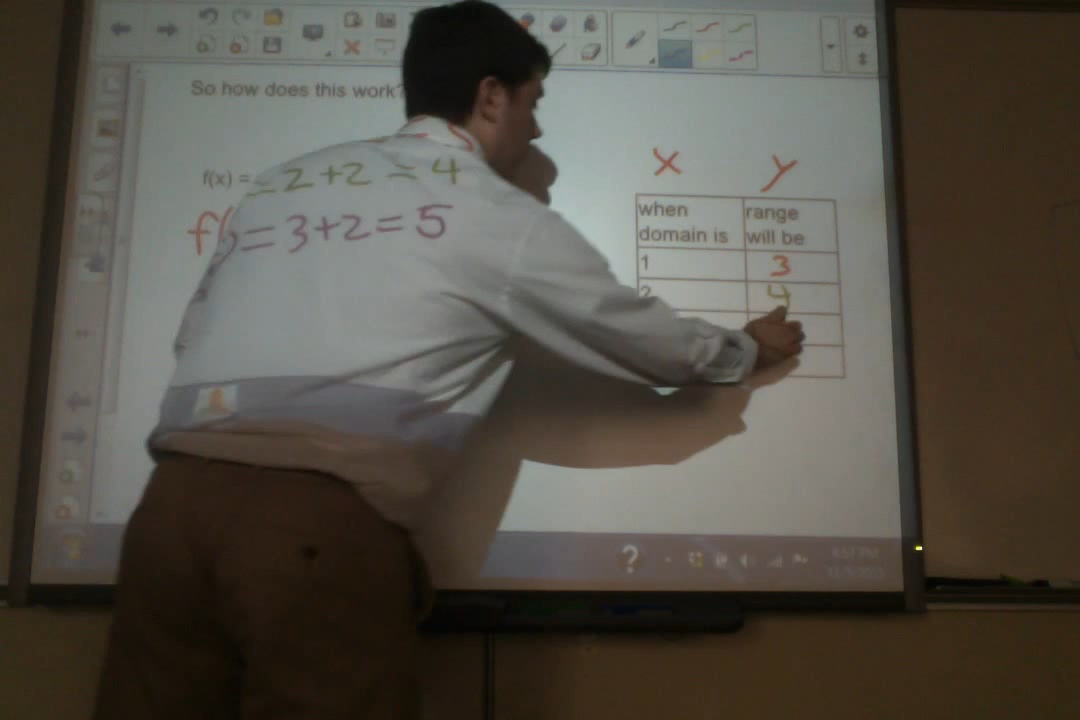 So how does this work?
f(x) = = 2 + 2 = 4
f( ) = 3 + 2 = 5
x y
when domain is range will be
1 3
2 4
?